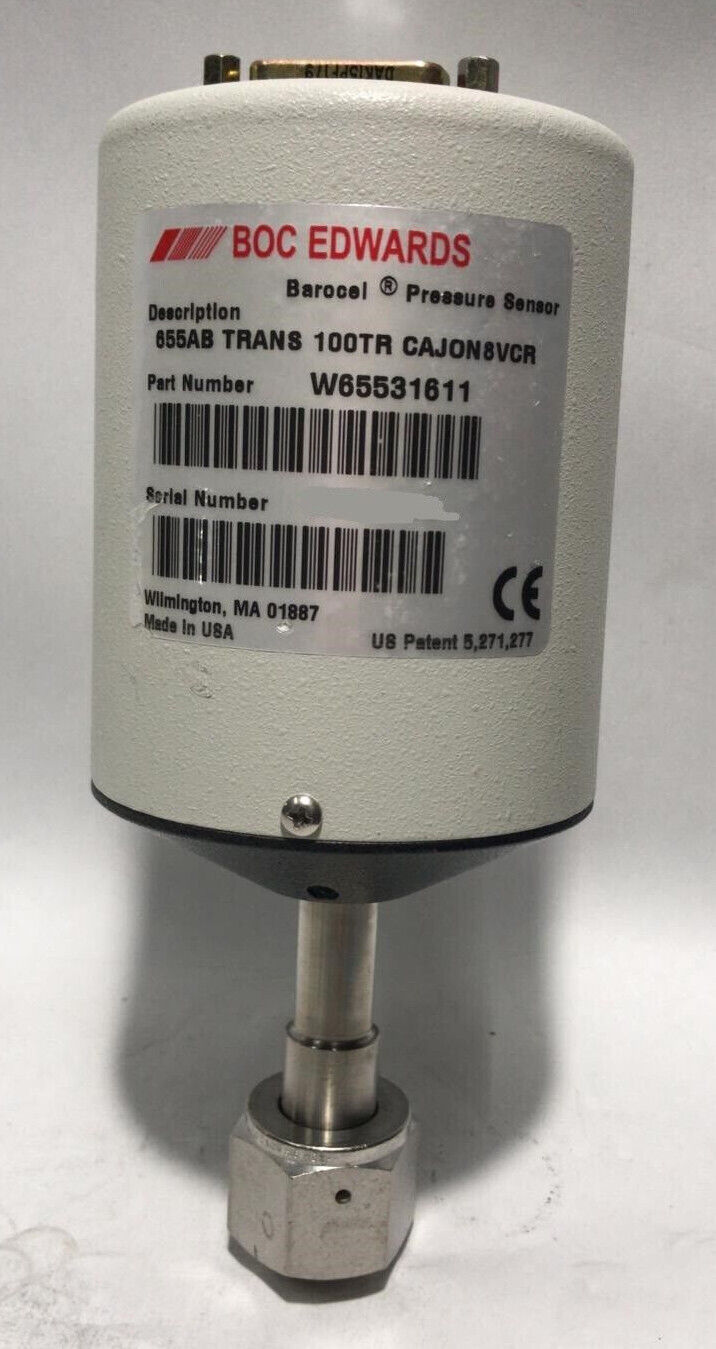 BOC EDWARDS
Barocel ® Pressure Sensor
Description
655AB TRANS 100TR CAJON8VCR
Part Number W65531611
Serial Number
CE
Wilmington, MA 01887
Made in USA
US Patent 5,271,277